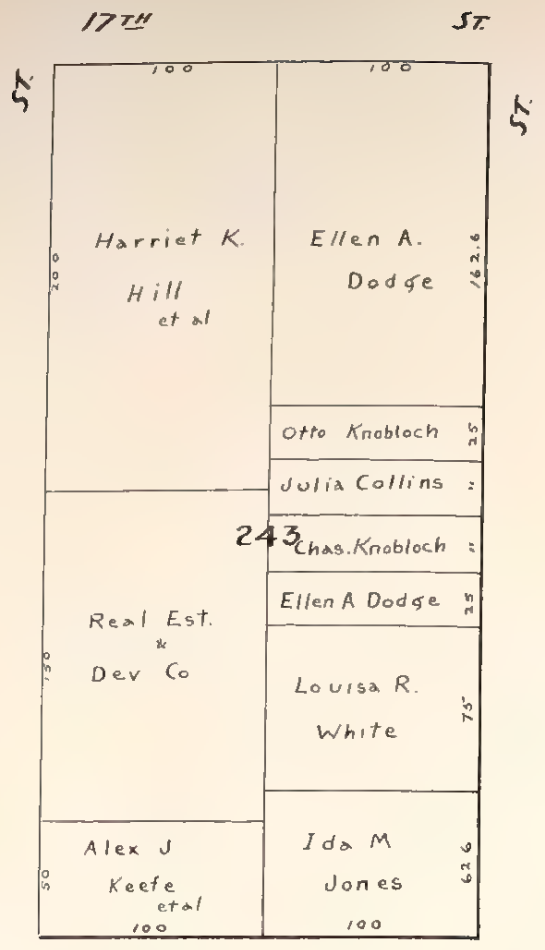 17TH ST.
ST.
ST.
100
100
Harriet K.
Hill
et al
200
Ellen A.
Dodge
162.6
Otto Knobloch 25
Julia Collins "
243
Chas. Knobloch "
Ellen A Dodge 25
Real Est.
&
Dev Co
150
Louisa R.
White
75
Alex J
Keefe
et al
50
100
Ida M
Jones
62 6
100